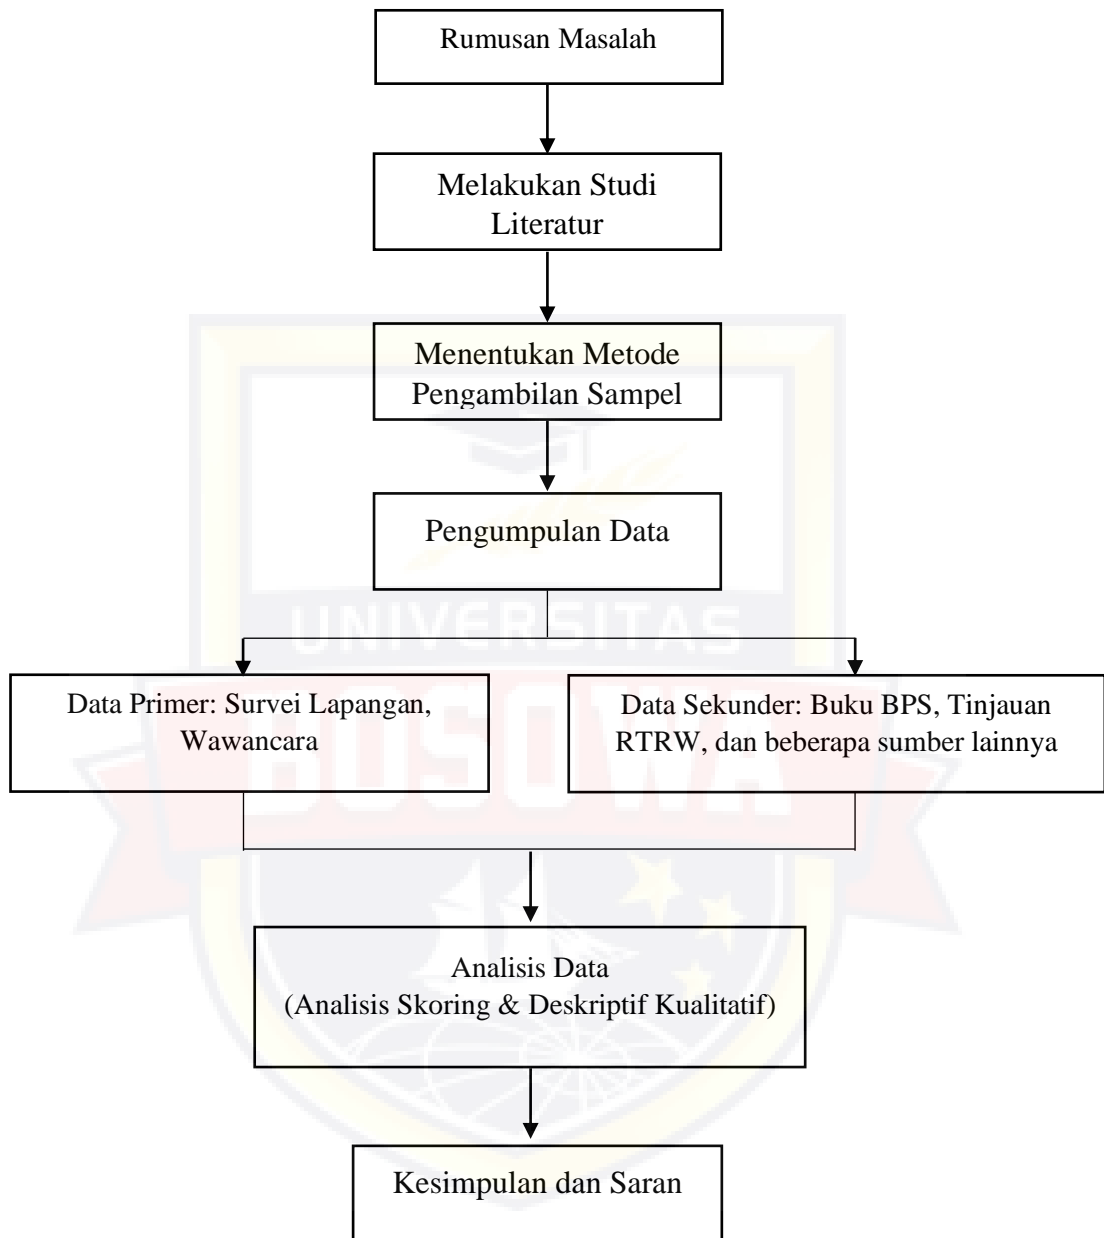 Rumusan Masalah
Melakukan Studi
Literatur
Menentukan Metode
Pengambilan Sampel
Pengumpulan Data
UNIVERSITAS
Data Primer: Survei Lapangan,
Wawancara
Data Sekunder: Buku BPS, Tinjauan
RTRW, dan beberapa sumber lainnya
BOSOWA
Analisis Data
(Analisis Skoring & Deskriptif Kualitatif)
Kesimpulan dan Saran